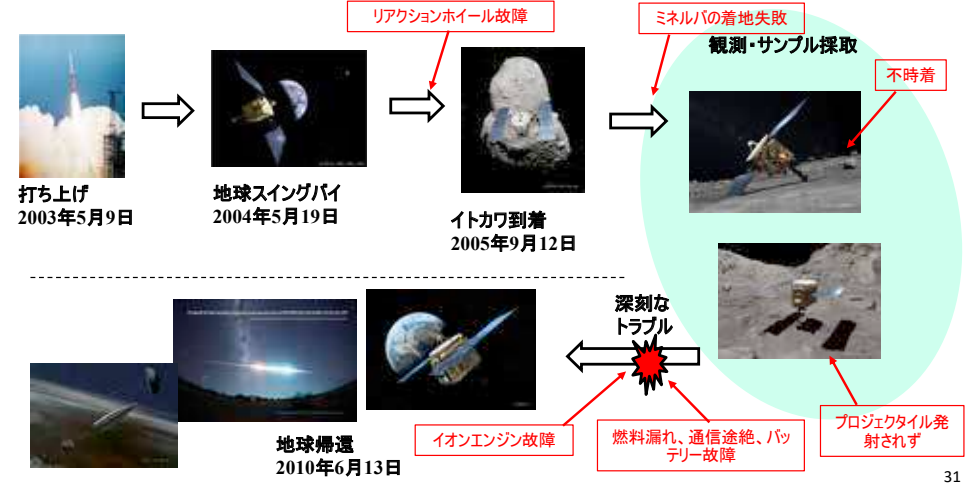 リアクションホイール故障
ミネルバの着地失敗
観測・サンプル採取
不時着
打ち上げ
2003年5月9日
地球スイングバイ
2004年5月19日
イトカワ到着
2005年9月12日
深刻な
トラブル
プロジェクタイル発
射されず
イオンエンジン故障
燃料漏れ、通信途絶、バッ
テリー故障
地球帰還
2010年6月13日
31